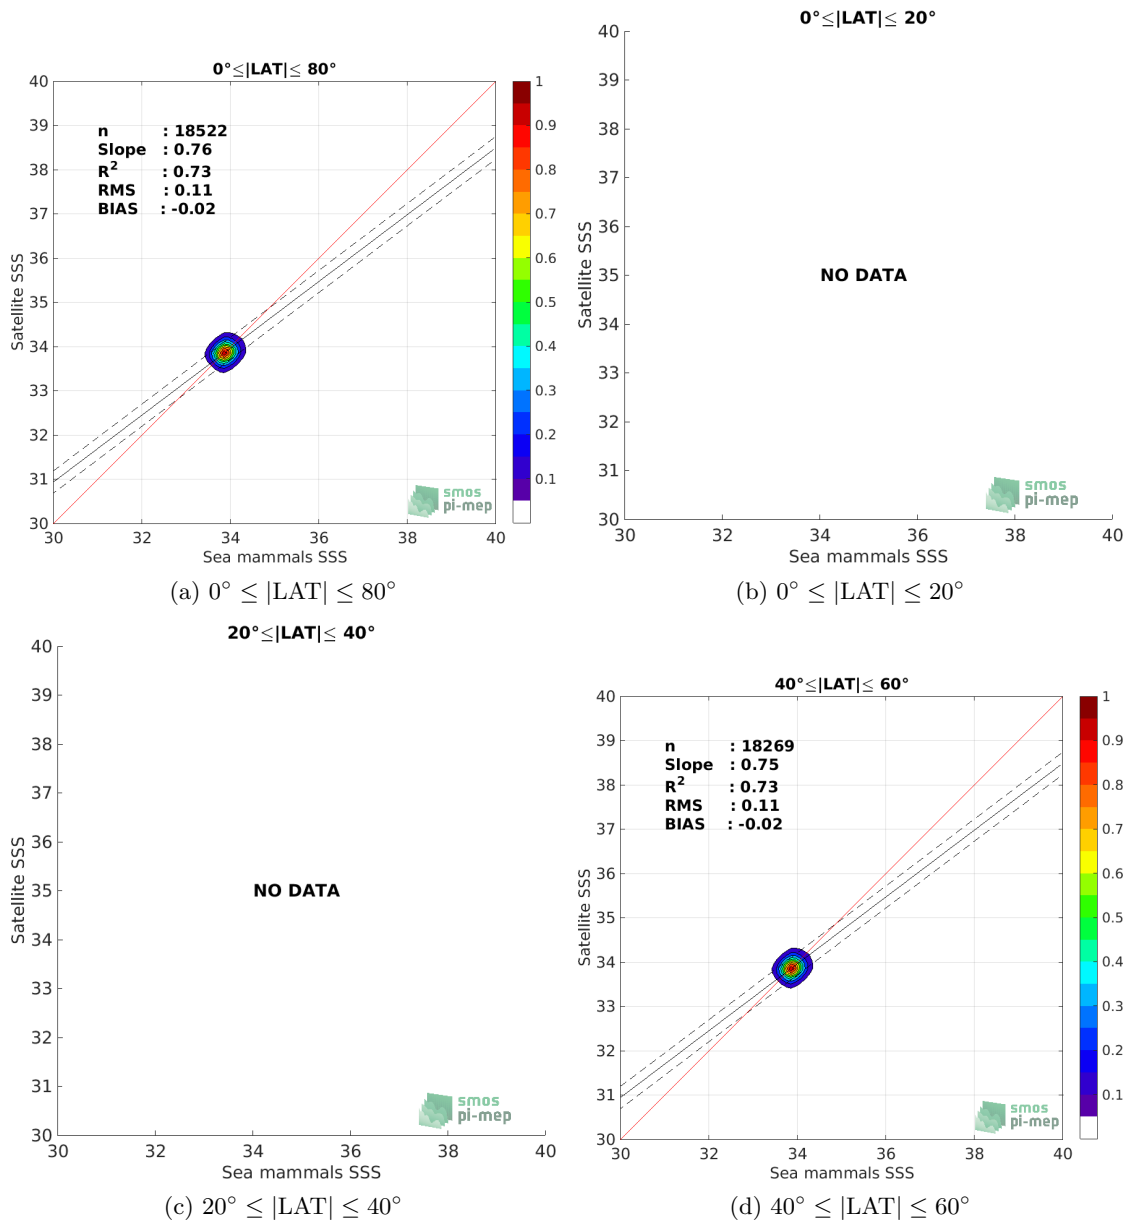 0°≤|LAT|≤ 80°
40
39
38
37
36
35
34
33
32
31
30
n : 18522
Slope : 0.76
R² : 0.73
RMS : 0.11
BIAS : -0.02
smos
pi-mep
30 32 34 36 38 40
Sea mammals SSS
Satellite SSS
1
0.9
0.8
0.7
0.6
0.5
0.4
0.3
0.2
0.1
(a) 0° ≤ |LAT| ≤ 80°
0°≤|LAT|≤ 20°
40
39
38
37
36
35
34
33
32
31
30
NO DATA
smos
pi-mep
30 32 34 36 38 40
Sea mammals SSS
Satellite SSS
(b) 0° ≤ |LAT| ≤ 20°
20°≤|LAT|≤ 40°
40
39
38
37
36
35
34
33
32
31
30
NO DATA
smos
pi-mep
30 32 34 36 38 40
Sea mammals SSS
Satellite SSS
(c) 20° ≤ |LAT| ≤ 40°
40°≤|LAT|≤ 60°
40
39
38
37
36
35
34
33
32
31
30
n : 18269
Slope : 0.75
R² : 0.73
RMS : 0.11
BIAS : -0.02
smos
pi-mep
30 32 34 36 38 40
Sea mammals SSS
Satellite SSS
1
0.9
0.8
0.7
0.6
0.5
0.4
0.3
0.2
0.1
(d) 40° ≤ |LAT| ≤ 60°